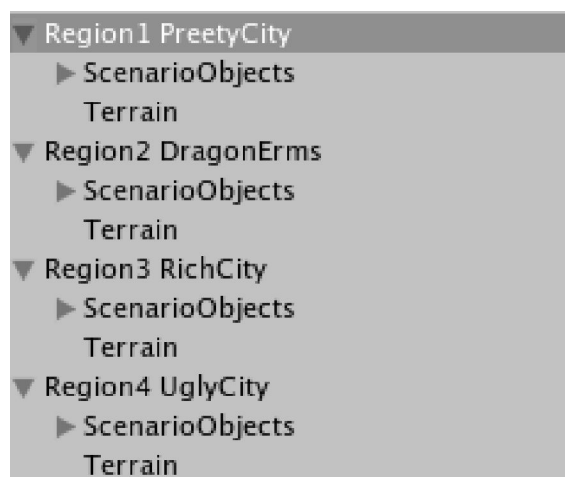 Region1 PreetyCity
ScenarioObjects
Terrain
Region2 DragonErms
ScenarioObjects
Terrain
Region3 RichCity
ScenarioObjects
Terrain
Region4 UglyCity
ScenarioObjects
Terrain